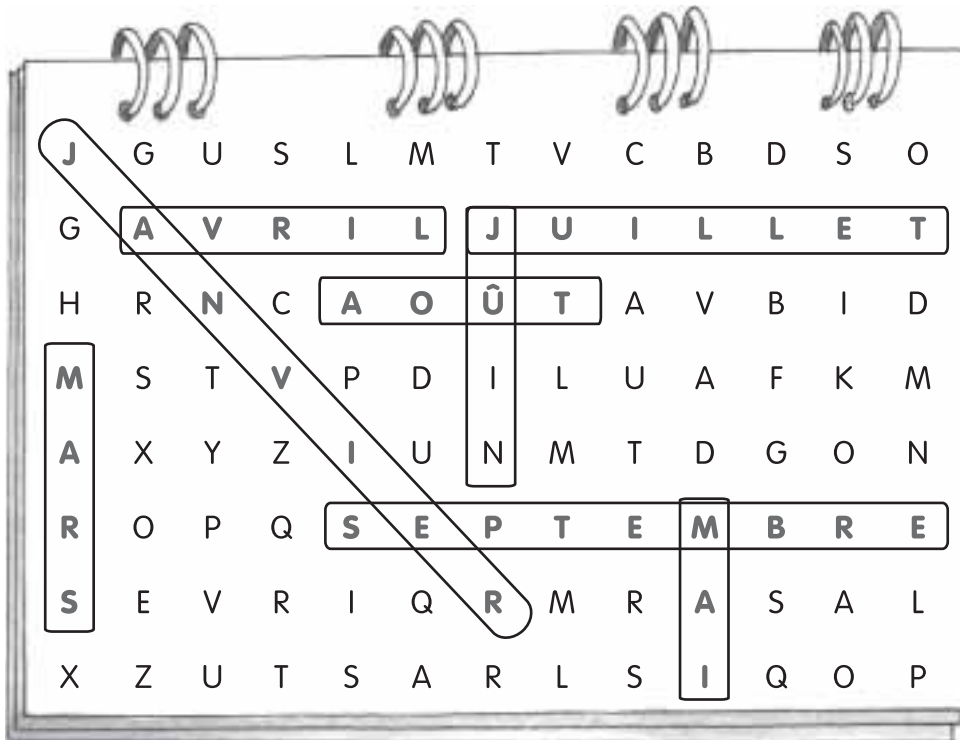 J G U S L M T V C B D S O
G A V R I L J U I L L E T
H R N C A O Û T A V B I D
M S T V P D I L U A F K M
A X Y Z I U N M T D G O N
R O P Q S E P T E M B R E
S E V R I Q R M R A S A L
X Z U T S A R L S I Q O P